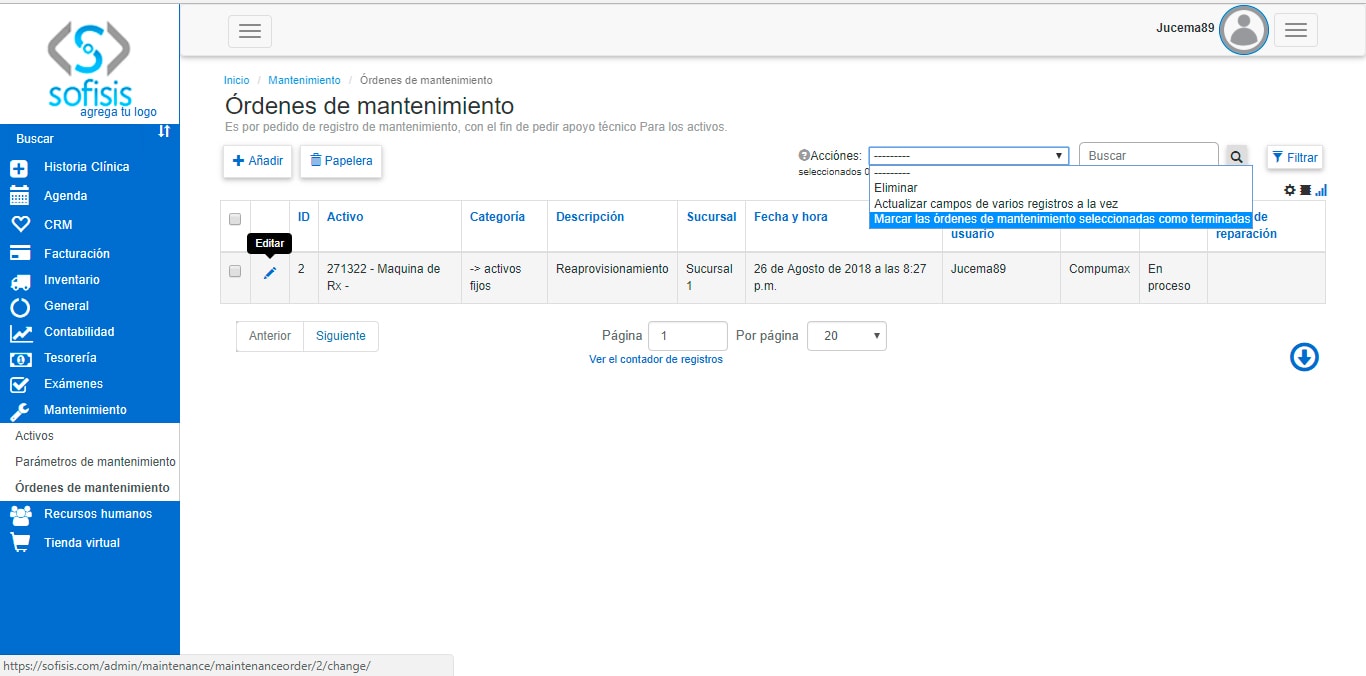 sofisis
agrega tu logo
Buscar
Historia Clínica
Agenda
CRM
Facturación
Inventario
General
Contabilidad
Tesorería
Exámenes
Mantenimiento
Activos
Parámetros de mantenimiento
Órdenes de mantenimiento
Recursos humanos
Tienda virtual
Jucema89
Inicio / Mantenimiento / Órdenes de mantenimiento
Órdenes de mantenimiento
Es por pedido de registro de mantenimiento, con el fin de pedir apoyo técnico Para los activos.
Añadir
Papelera
Acciónes:
---------
Buscar
Filtrar
seleccionados 0
---------
Eliminar
Actualizar campos de varios registros a la vez
Marcar las órdenes de mantenimiento seleccionadas como terminadas
ID
Activo
Categoría
Descripción
Sucursal
Fecha y hora
usuario
de
reparación
Editar
2
271322 - Maquina de
Rx -
-> activos
fijos
Reaprovisionamiento
Sucursal
1
26 de Agosto de 2018 a las 8:27
p.m.
Jucema89
Compumax
En
proceso
Anterior
Siguiente
Página 1
Por página 20
Ver el contador de registros
https://sofisis.com/admin/maintenance/maintenanceorder/2/change/